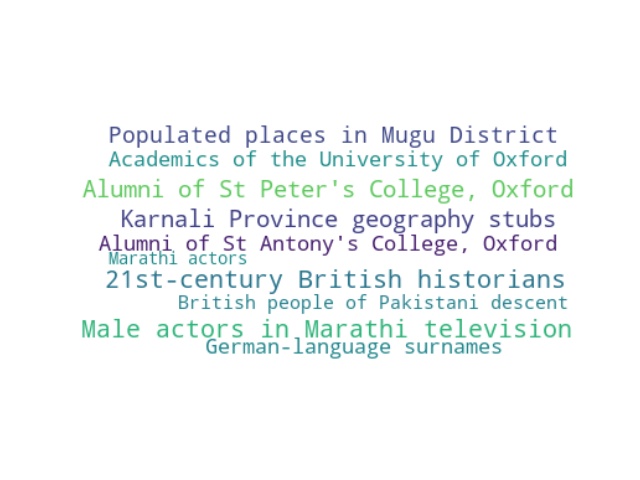 Populated places in Mugu District
Academics of the University of Oxford
Alumni of St Peter's College, Oxford
Karnali Province geography stubs
Alumni of St Antony's College, Oxford
Marathi actors
21st-century British historians
British people of Pakistani descent
Male actors in Marathi television
German-language surnames